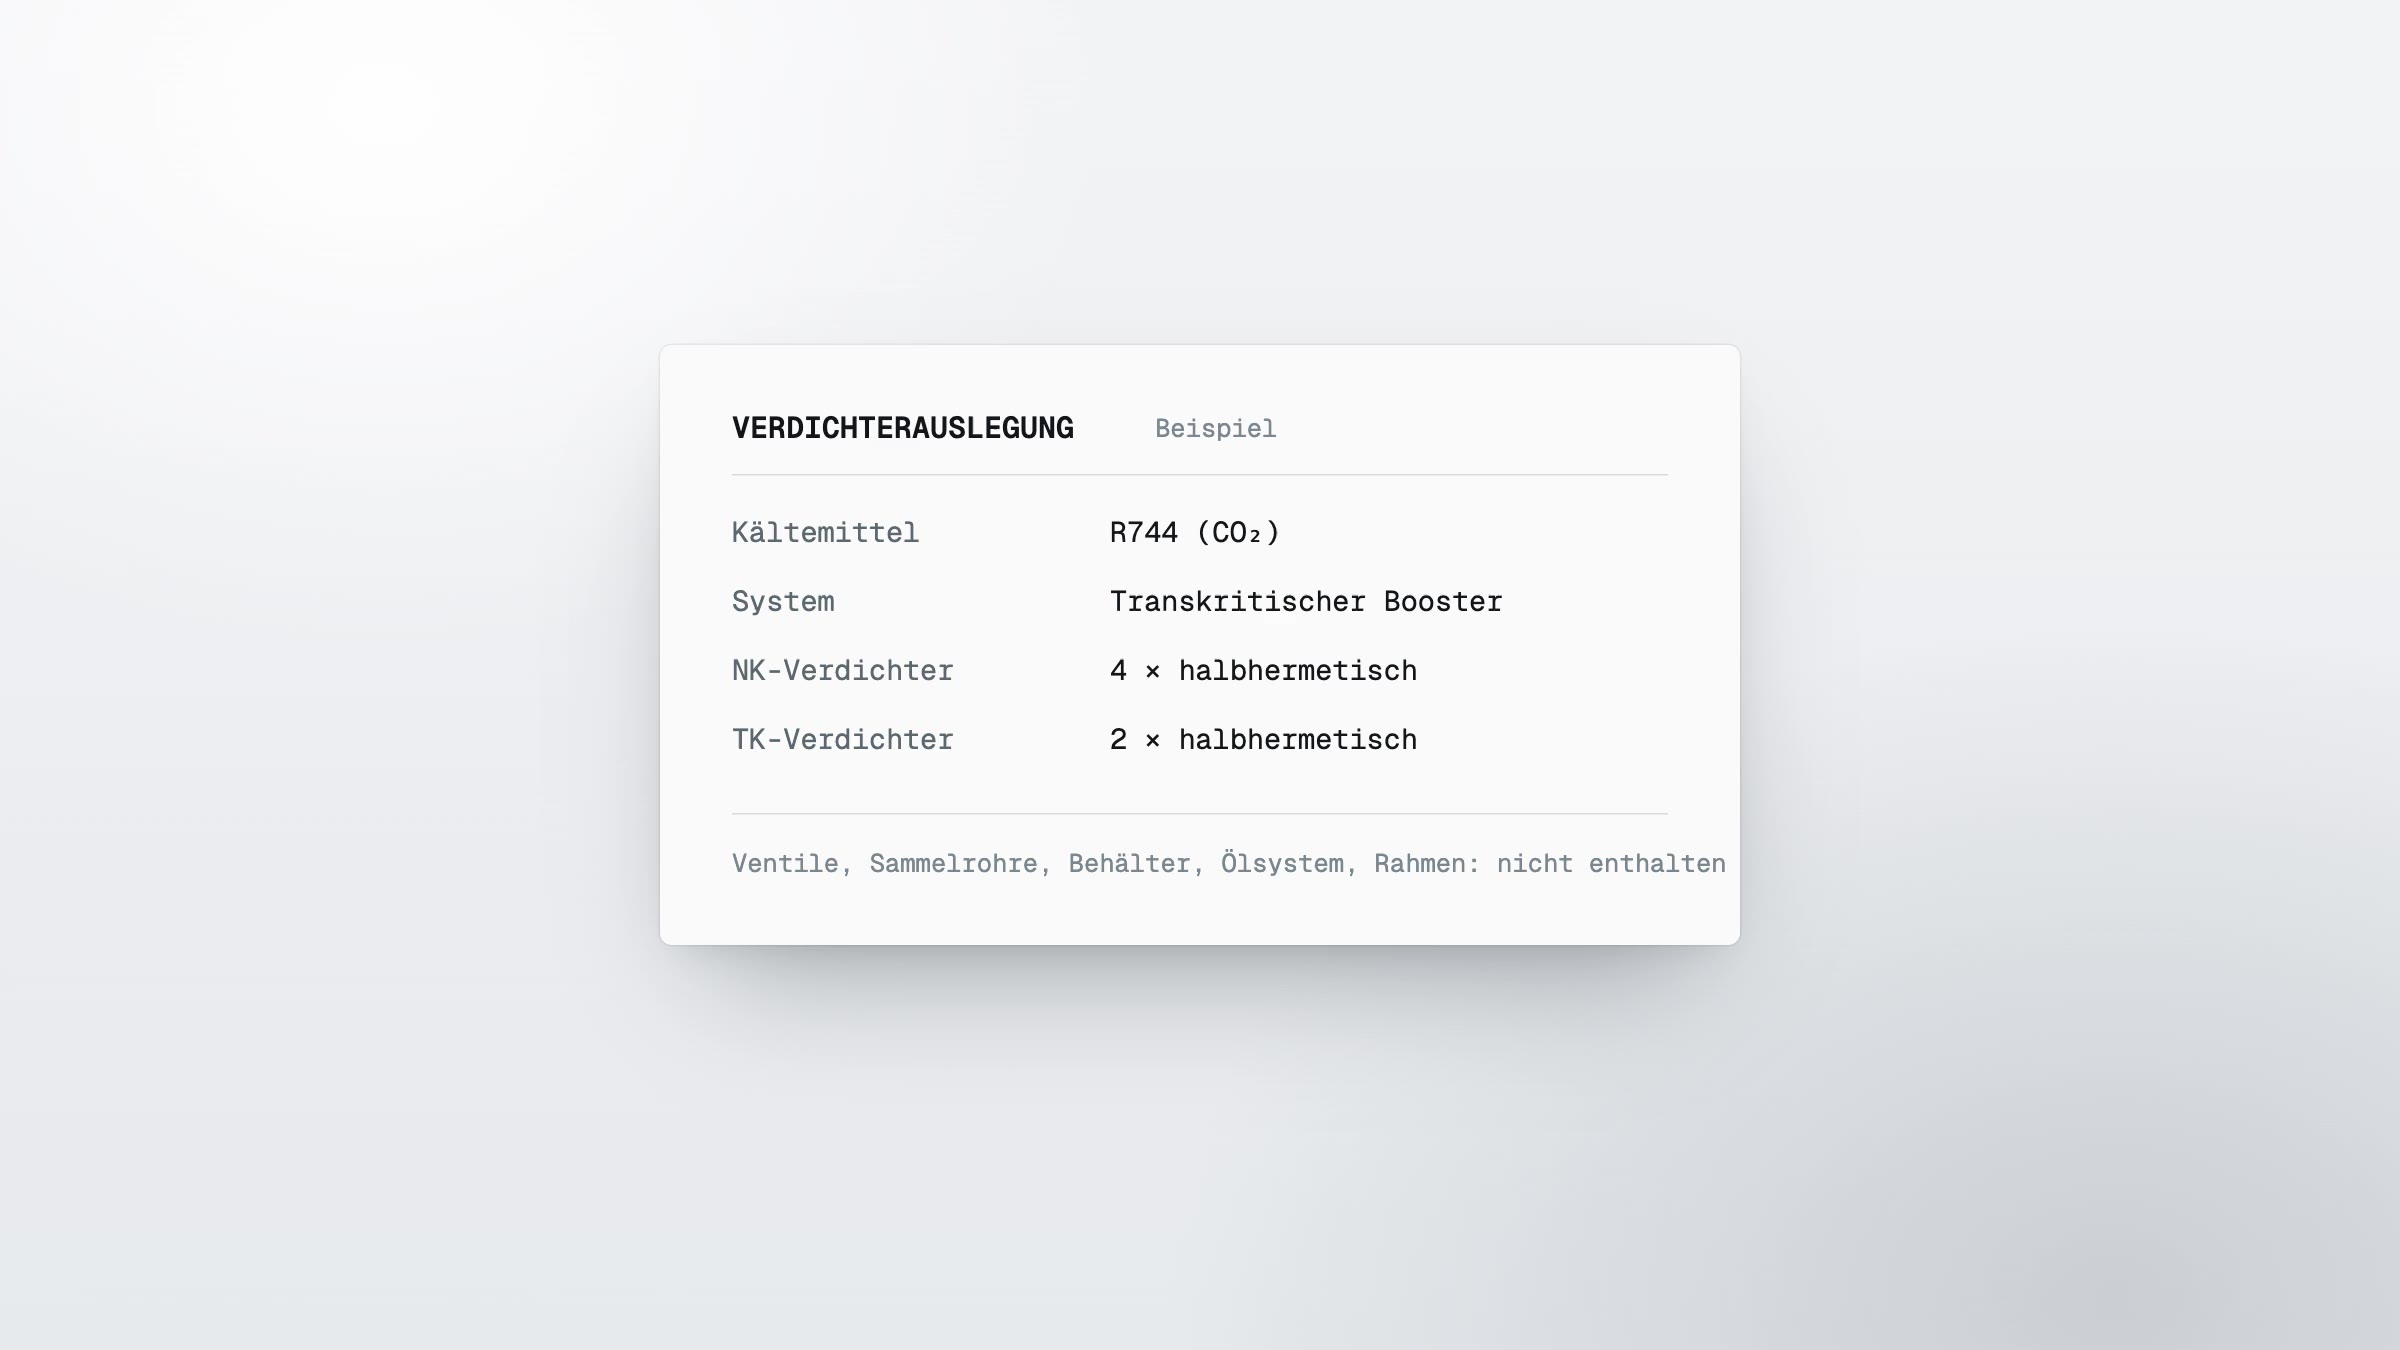 VERDICHTERAUSLEGUNG Beispiel
Kältemittel R744 (CO₂)
System Transkritischer Booster
NK-Verdichter 4 × halbhermetisch
TK-Verdichter 2 × halbhermetisch
Ventile, Sammelrohre, Behälter, Ölsystem, Rahmen: nicht enthalten